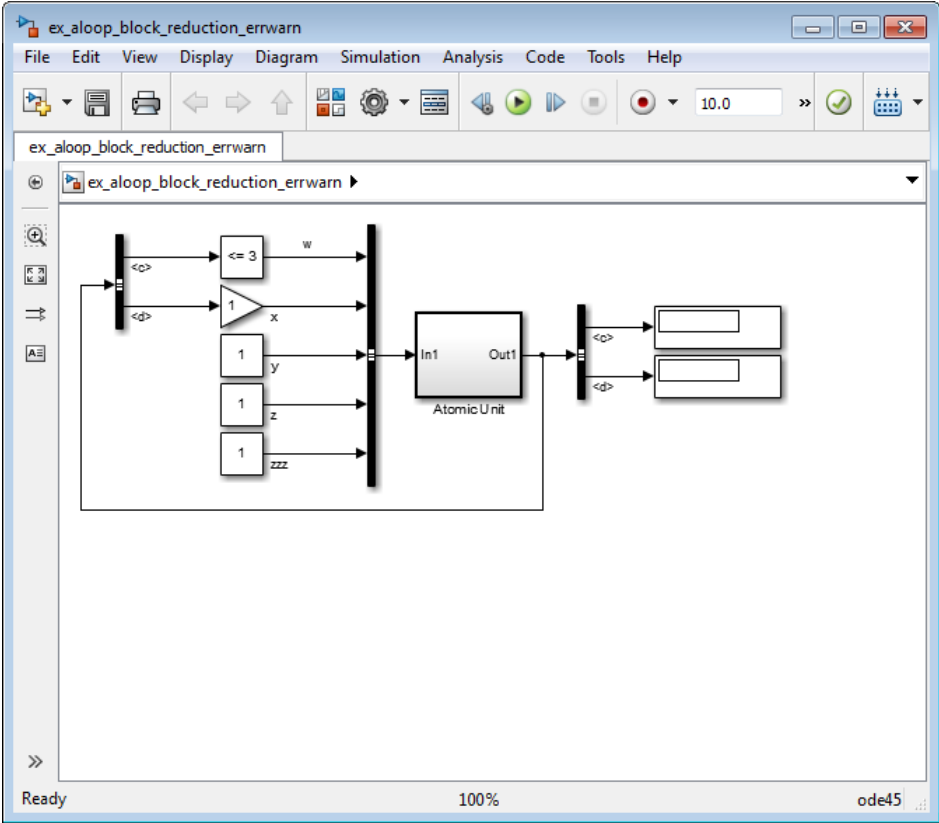 ex_aloop_block_reduction_errwarn
File Edit View Display Diagram Simulation Analysis Code Tools Help
10.0 »
ex_aloop_block_reduction_errwarn
ex_aloop_block_reduction_errwarn
<c>
<= 3
w
<d>
1
x
1
y
1
z
1
zzz
In1 Out1
Atomic Unit
<c>
<d>
A
»
Ready 100% ode45